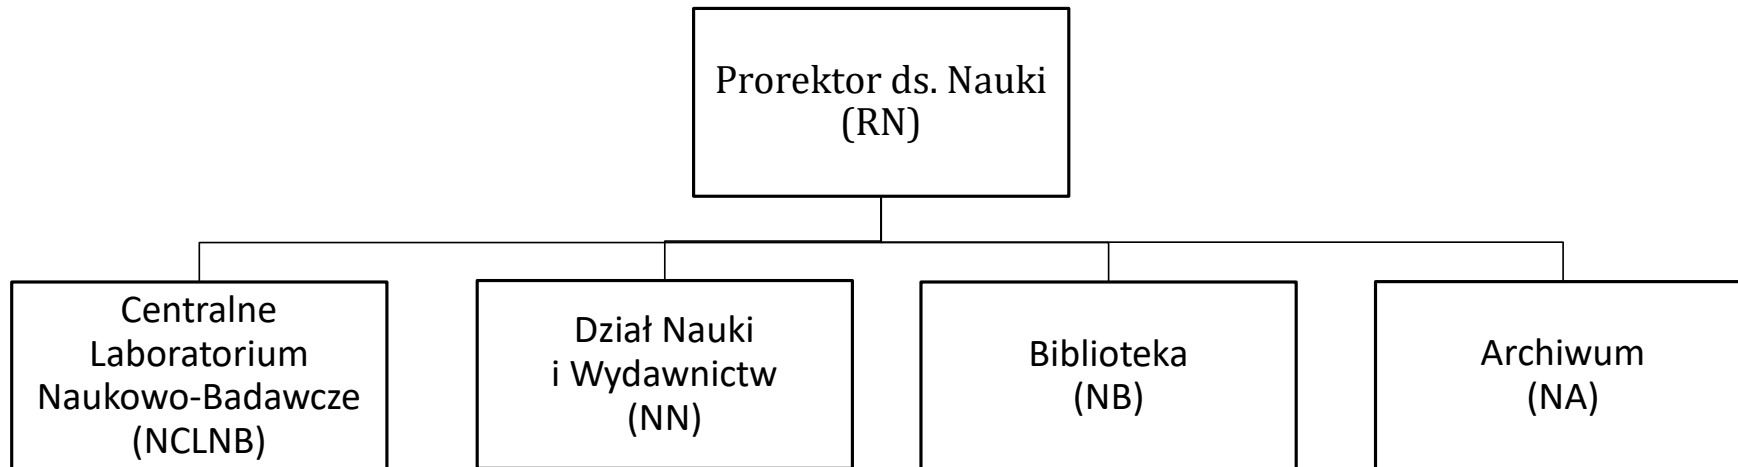 Prorektor ds. Nauki
(RN)
Centralne
Laboratorium
Naukowo-Badawcze
(NCLNB)
Dział Nauki
i Wydawnictw
(NN)
Biblioteka
(NB)
Archiwum
(NA)